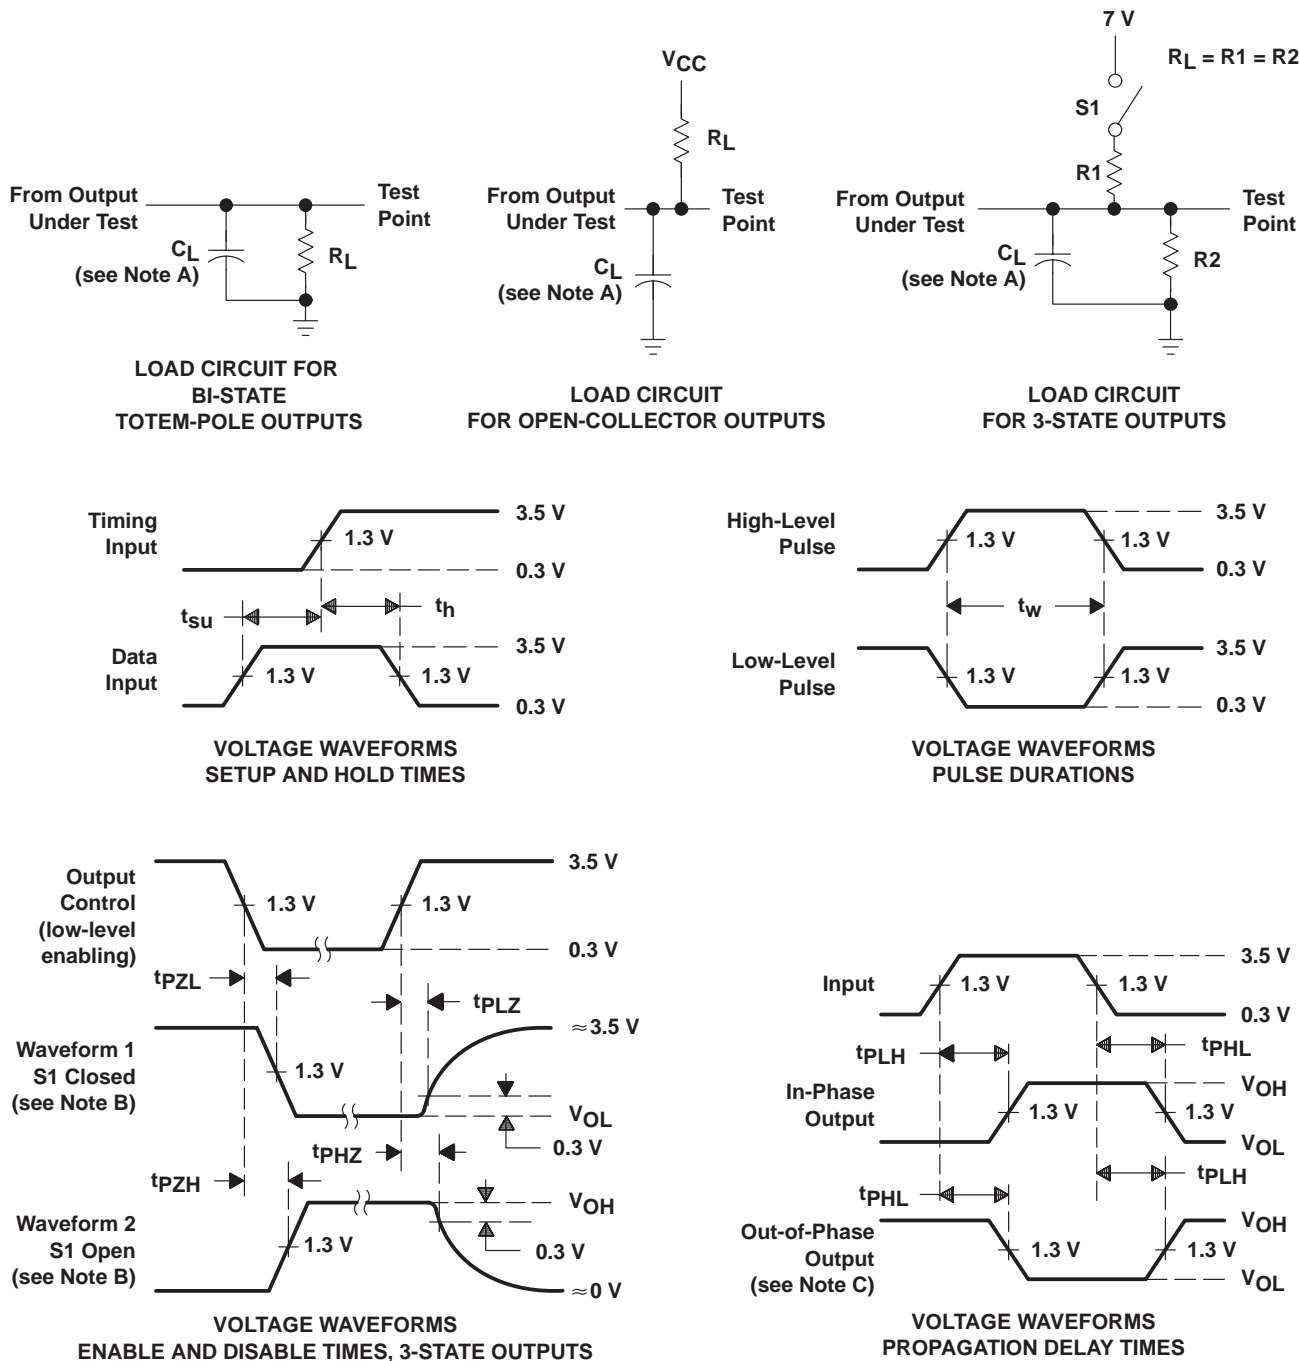 From Output
Under Test
CL
(see Note A)
RL
Test
Point
LOAD CIRCUIT FOR
BI-STATE
TOTEM-POLE OUTPUTS
VCC
RL
From Output
Under Test
Test
Point
CL
(see Note A)
LOAD CIRCUIT
FOR OPEN-COLLECTOR OUTPUTS
7 V
RL = R1 = R2
S1
R1
From Output
Under Test
Test
Point
CL
(see Note A)
R2
LOAD CIRCUIT
FOR 3-STATE OUTPUTS
Timing
Input
1.3 V
3.5 V
0.3 V
tsu
th
Data
Input
1.3 V
1.3 V
3.5 V
0.3 V
VOLTAGE WAVEFORMS
SETUP AND HOLD TIMES
High-Level
Pulse
1.3 V
1.3 V
3.5 V
0.3 V
tw
Low-Level
Pulse
1.3 V
1.3 V
3.5 V
0.3 V
VOLTAGE WAVEFORMS
PULSE DURATIONS
Output
Control
(low-level
enabling)
1.3 V
1.3 V
3.5 V
0.3 V
tPZL
tPLZ
Waveform 1
S1 Closed
(see Note B)
1.3 V
≈3.5 V
VOL
0.3 V
tPHZ
tPZH
Waveform 2
S1 Open
(see Note B)
1.3 V
VOH
0.3 V
≈0 V
VOLTAGE WAVEFORMS
ENABLE AND DISABLE TIMES, 3-STATE OUTPUTS
Input
1.3 V
1.3 V
3.5 V
0.3 V
tPLH
tPHL
In-Phase
Output
1.3 V
1.3 V
VOH
VOL
tPHL
tPLH
Out-of-Phase
Output
(see Note C)
1.3 V
1.3 V
VOH
VOL
VOLTAGE WAVEFORMS
PROPAGATION DELAY TIMES